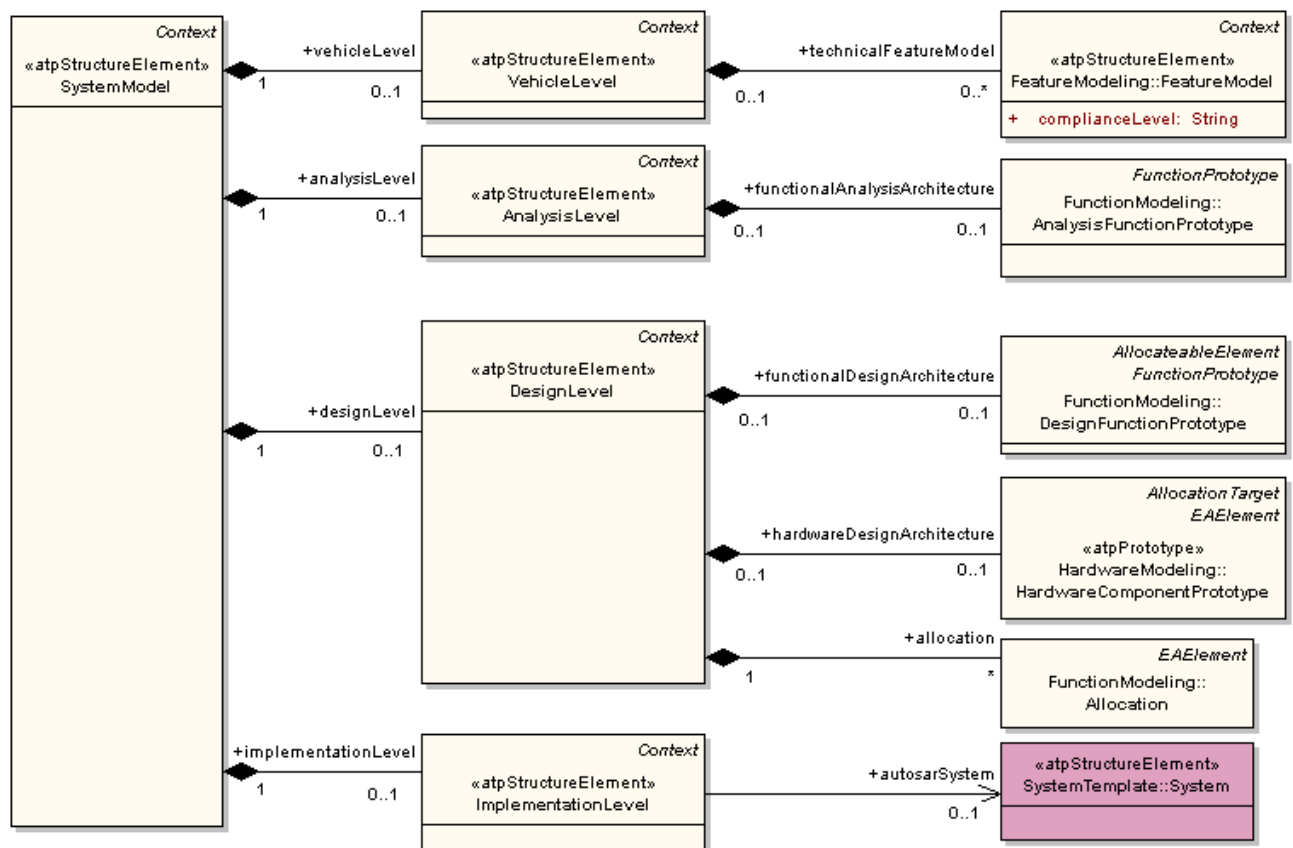 Context
«atpStructureElement»
SystemModel
+vehicleLevel
1
0..1
Context
«atpStructureElement»
VehicleLevel
+technicalFeatureModel
0..1
0..*
Context
«atpStructureElement»
FeatureModeling::FeatureModel
+ complianceLevel: String
+analysisLevel
1
0..1
Context
«atpStructureElement»
AnalysisLevel
+functionalAnalysisArchitecture
0..1
0..1
FunctionPrototype
FunctionModeling::
AnalysisFunctionPrototype
+designLevel
1
0..1
Context
«atpStructureElement»
DesignLevel
+functionalDesignArchitecture
0..1
0..1
AllocateableElement
FunctionPrototype
FunctionModeling::
DesignFunctionPrototype
+hardwareDesignArchitecture
0..1
0..1
AllocationTarget
EAElement
«atpPrototype»
HardwareModeling::
HardwareComponentPrototype
+allocation
1
*
EAElement
FunctionModeling::
Allocation
+implementationLevel
1
0..1
Context
«atpStructureElement»
ImplementationLevel
+autosarSystem
0..1
«atpStructureElement»
SystemTemplate::System